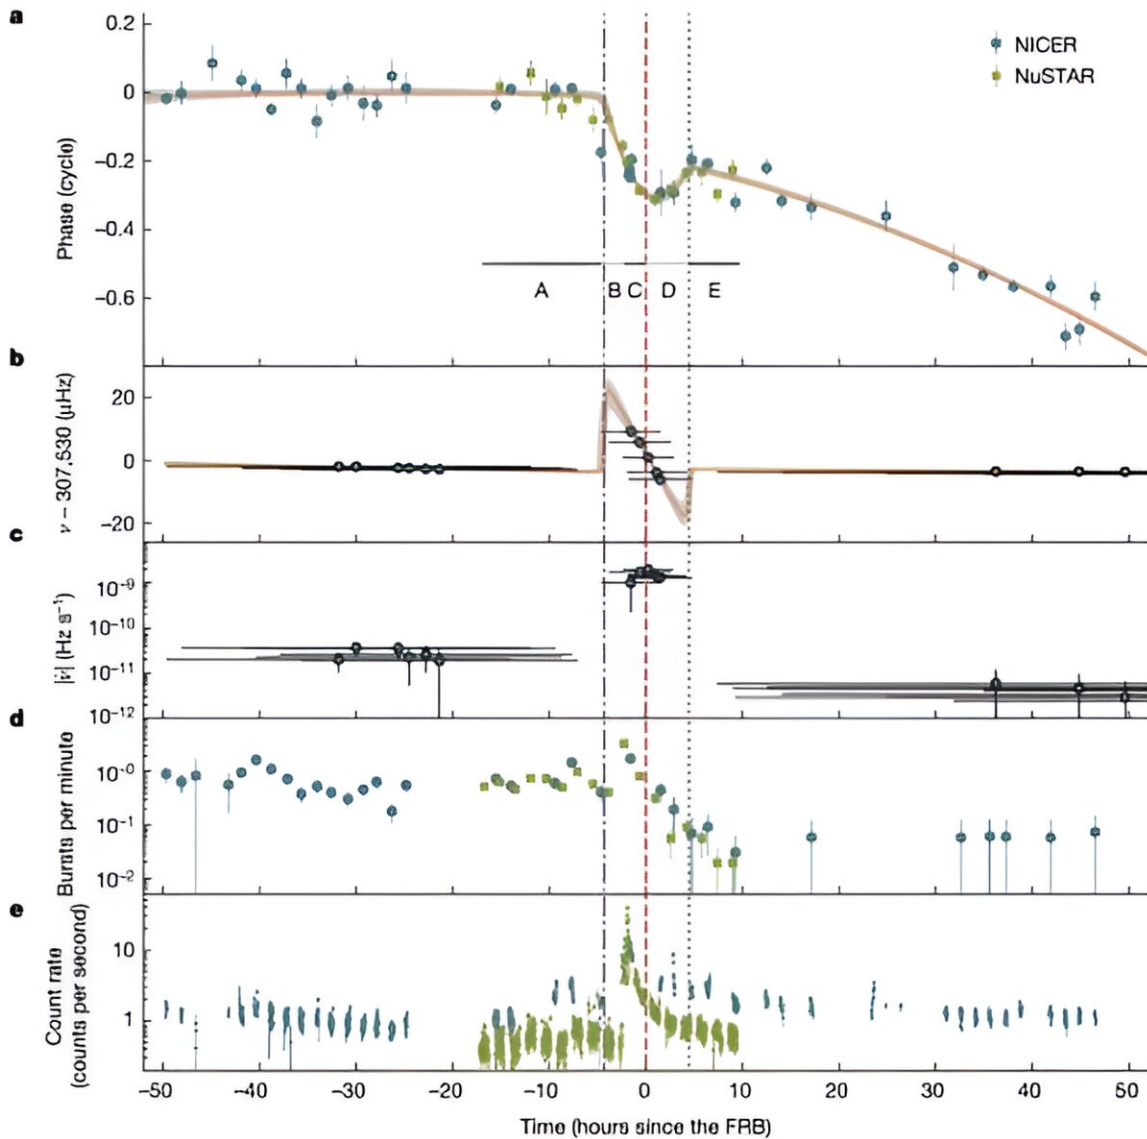 a
0.2
0
−0.2
−0.4
−0.6
Phase (cycle)
NICER
NuSTAR
A
B
C
D
E
b
20
0
−20
ν − 307,530 (μHz)
c
10⁻⁹
10⁻¹⁰
10⁻¹¹
10⁻¹²
|ν̇| (Hz s⁻¹)
d
10⁻⁰
10⁻¹
10⁻²
Bursts per minute
e
10
1
Count rate
(counts per second)
−50
−40
−30
−20
−10
0
10
20
30
40
50
Time (hours since the FRB)